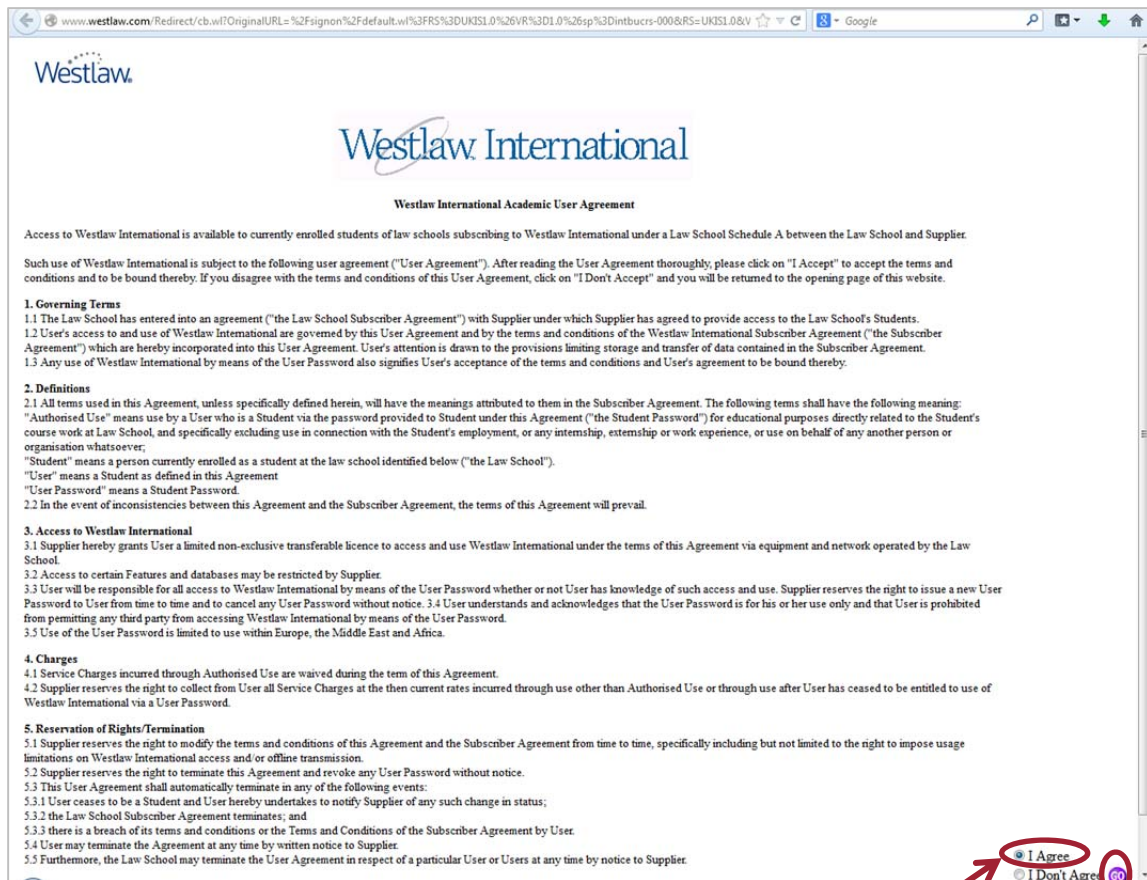 www.westlaw.com/Redirect/cb.wl?OriginalURL=%2Fsignon%2Fdefault.wl%3FRS%3DUKIS1.0%26VR%3D1.0%26sp%3Dintbucrs-000&RS=UKIS1.0&V
Google
Westlaw.
Westlaw. International
Westlaw International Academic User Agreement
Access to Westlaw International is available to currently enrolled students of law schools subscribing to Westlaw International under a Law School Schedule A between the Law School and Supplier.
Such use of Westlaw International is subject to the following user agreement ("User Agreement"). After reading the User Agreement thoroughly, please click on "I Accept" to accept the terms and
conditions and to be bound thereby. If you disagree with the terms and conditions of this User Agreement, click on "I Don't Accept" and you will be returned to the opening page of this website.
1. Governing Terms
1.1 The Law School has entered into an agreement ("the Law School Subscriber Agreement") with Supplier under which Supplier has agreed to provide access to the Law School's Students.
1.2 User's access to and use of Westlaw International are governed by this User Agreement and by the terms and conditions of the Westlaw International Subscriber Agreement ("the Subscriber
Agreement") which are hereby incorporated into this User Agreement. User's attention is drawn to the provisions limiting storage and transfer of data contained in the Subscriber Agreement.
1.3 Any use of Westlaw International by means of the User Password also signifies User's acceptance of the terms and conditions and User's agreement to be bound thereby.
2. Definitions
2.1 All terms used in this Agreement, unless specifically defined herein, will have the meanings attributed to them in the Subscriber Agreement. The following terms shall have the following meaning:
"Authorised Use" means use by a User who is a Student via the password provided to Student under this Agreement ("the Student Password") for educational purposes directly related to the Student's
course work at Law School, and specifically excluding use in connection with the Student's employment, or any internship, externship or work experience, or use on behalf of any another person or
organisation whatsoever;
"Student" means a person currently enrolled as a student at the law school identified below ("the Law School").
"User" means a Student as defined in this Agreement
"User Password" means a Student Password.
2.2 In the event of inconsistencies between this Agreement and the Subscriber Agreement, the terms of this Agreement will prevail.
3. Access to Westlaw International
3.1 Supplier hereby grants User a limited non-exclusive transferable licence to access and use Westlaw International under the terms of this Agreement via equipment and network operated by the Law
School.
3.2 Access to certain Features and databases may be restricted by Supplier.
3.3 User will be responsible for all access to Westlaw International by means of the User Password whether or not User has knowledge of such access and use. Supplier reserves the right to issue a new User
Password to User from time to time and to cancel any User Password without notice. 3.4 User understands and acknowledges that the User Password is for his or her use only and that User is prohibited
from permitting any third party from accessing Westlaw International by means of the User Password.
3.5 Use of the User Password is limited to use within Europe, the Middle East and Africa.
4. Charges
4.1 Service Charges incurred through Authorised Use are waived during the term of this Agreement.
4.2 Supplier reserves the right to collect from User all Service Charges at the then current rates incurred through use other than Authorised Use or through use after User has ceased to be entitled to use of
Westlaw International via a User Password.
5. Reservation of Rights/Termination
5.1 Supplier reserves the right to modify the terms and conditions of this Agreement and the Subscriber Agreement from time to time, specifically including but not limited to the right to impose usage
limitations on Westlaw International access and/or offline transmission.
5.2 Supplier reserves the right to terminate this Agreement and revoke any User Password without notice.
5.3 This User Agreement shall automatically terminate in any of the following events:
5.3.1 User ceases to be a Student and User hereby undertakes to notify Supplier of any such change in status;
5.3.2 the Law School Subscriber Agreement terminates; and
5.3.3 there is a breach of its terms and conditions or the Terms and Conditions of the Subscriber Agreement by User.
5.4 User may terminate the Agreement at any time by written notice to Supplier.
5.5 Furthermore, the Law School may terminate the User Agreement in respect of a particular User or Users at any time by notice to Supplier.
I Agree
I Don't Agree GO